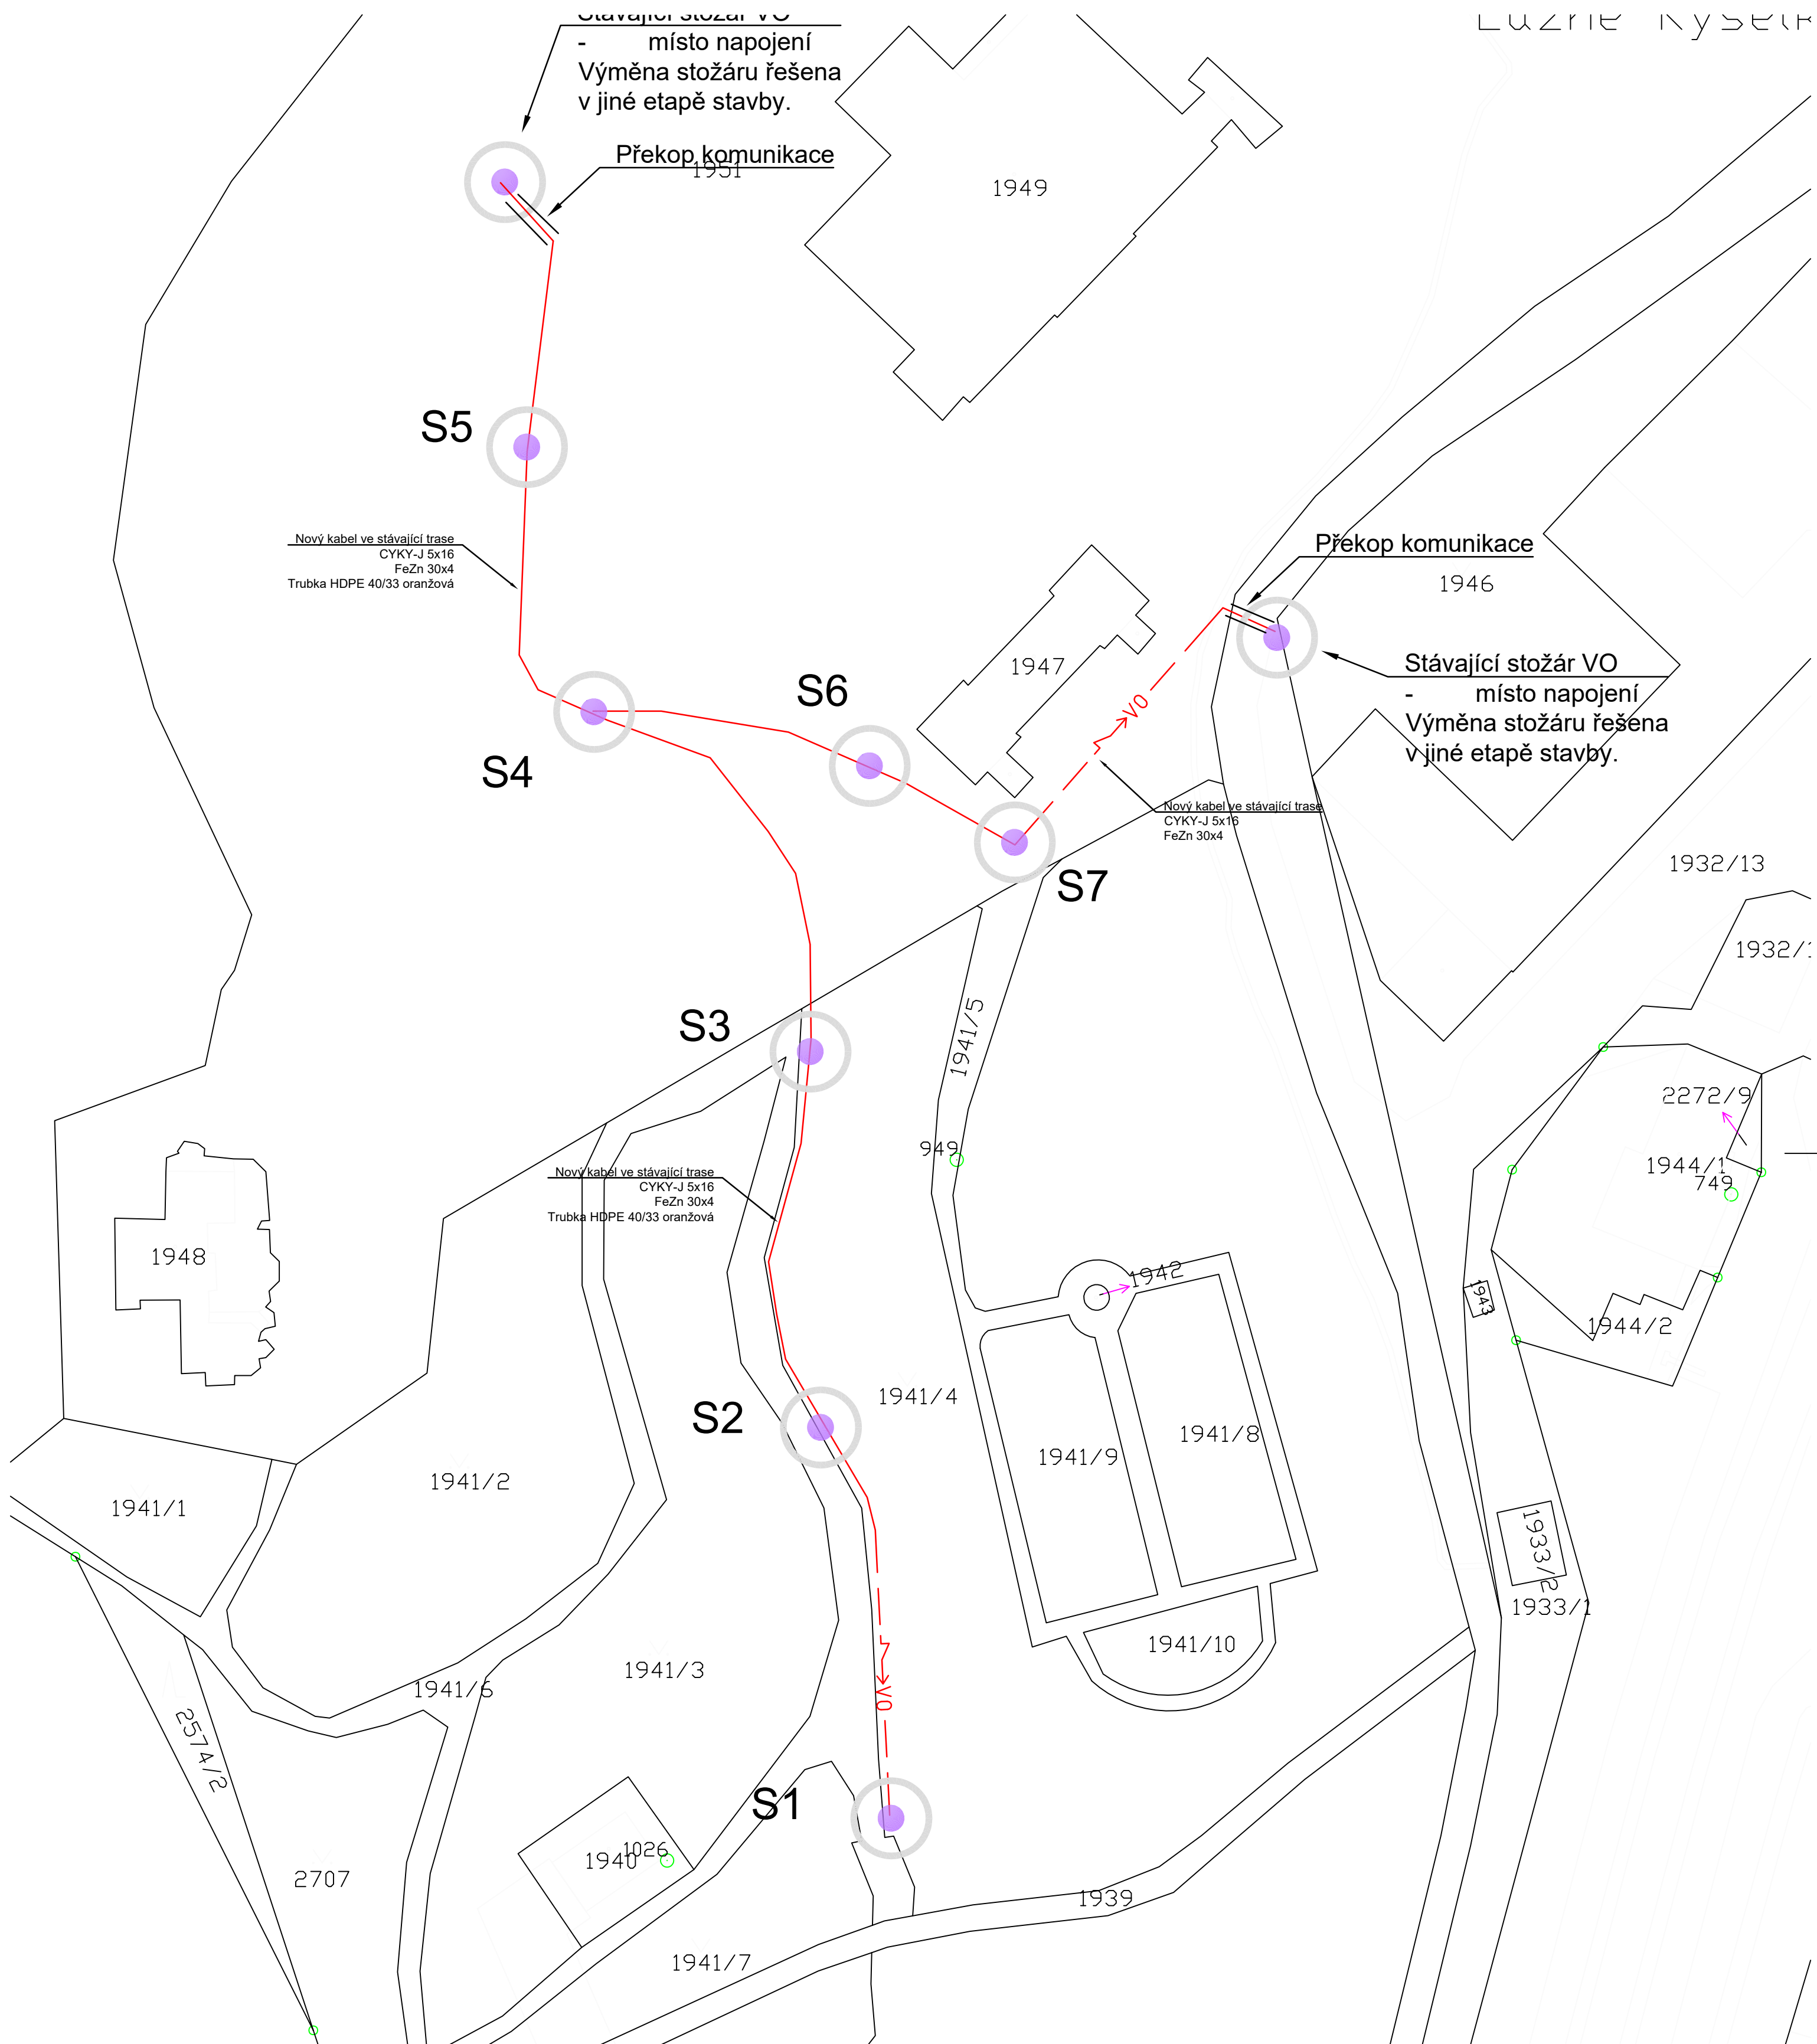 Stávající stožár VO
- místo napojení
Výměna stožáru řešena
v jiné etapě stavby.
Překop komunikace
1951
1949
S5
Nový kabel ve stávající trase
CYKY-J 5x16
FeZn 30x4
Trubka HDPE 40/33 oranžová
Překop komunikace
1946
Stávající stožár VO
- místo napojení
Výměna stožáru řešena
v jiné etapě stavby.
1947
S6
VO
S4
Nový kabel ve stávající trase
CYKY-J 5x16
FeZn 30x4
S7
1932/13
S3
1941/5
2272/9
949
1944/1
749
Nový kabel ve stávající trase
CYKY-J 5x16
FeZn 30x4
Trubka HDPE 40/33 oranžová
1948
1942
1943
1944/2
S2
1941/4
1941/8
1941/9
1941/2
1941/1
1933/2
1933/1
1941/10
1941/3
1941/6
VO
2574/2
S1
1026
1940
2707
1939
1941/7